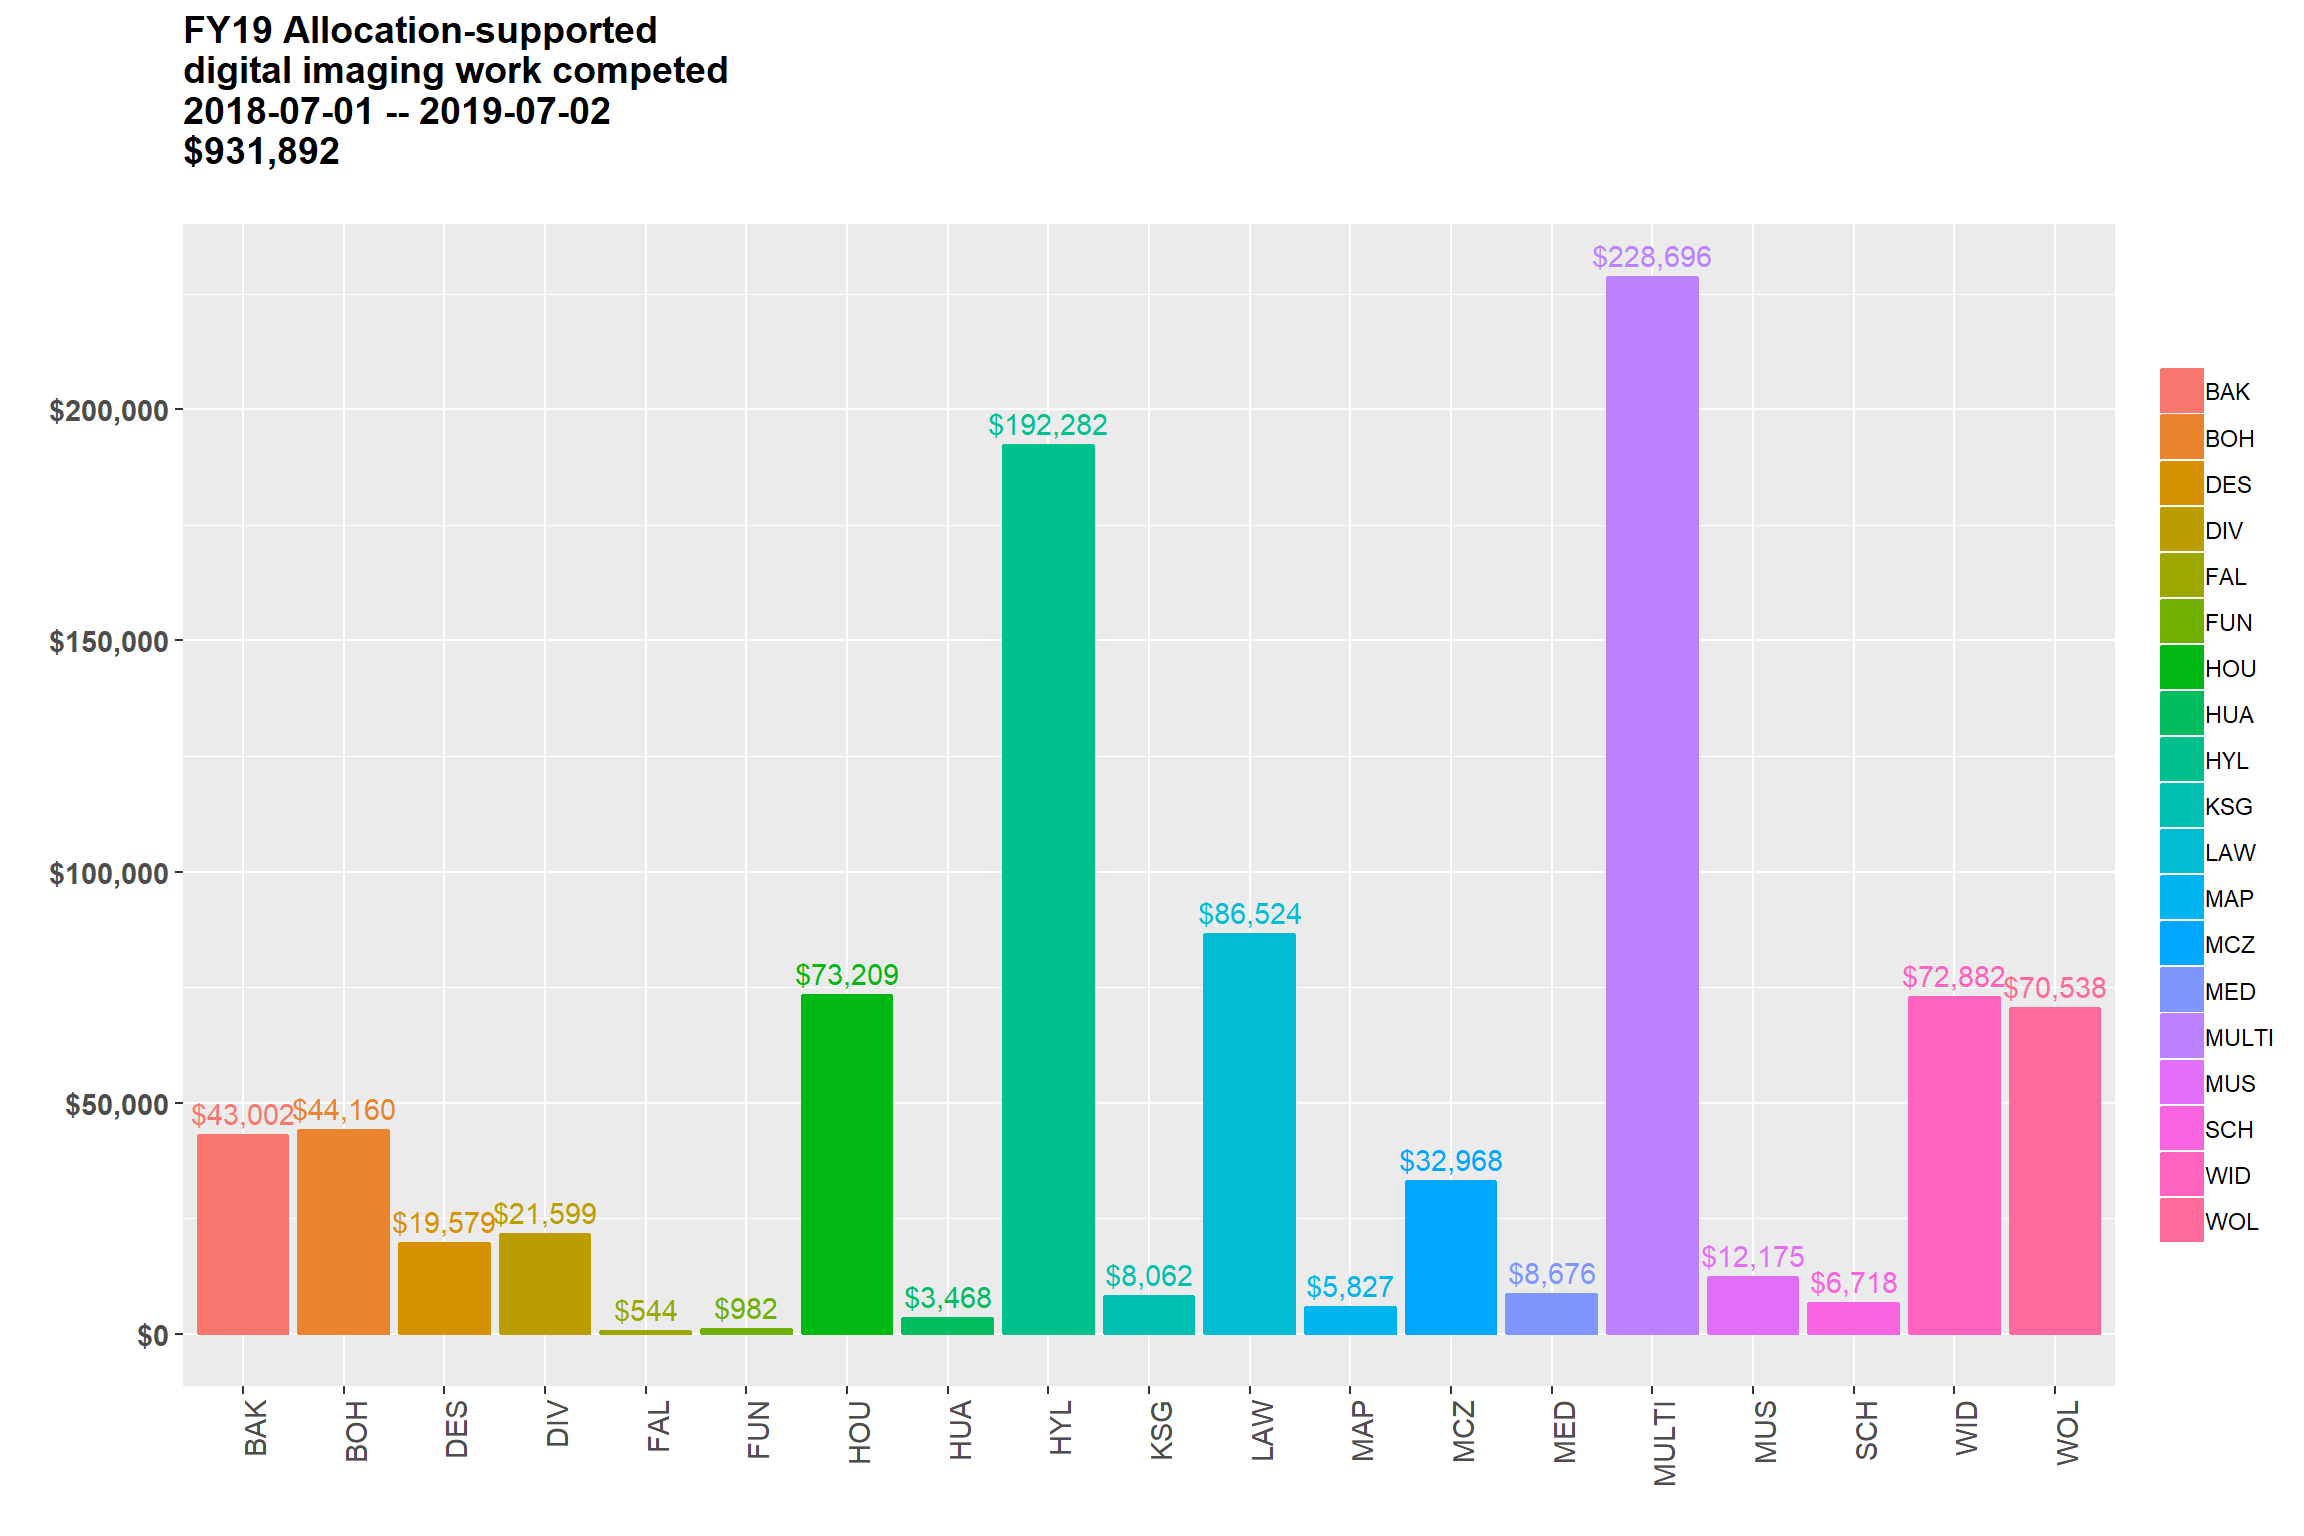 FY19 Allocation-supported
digital imaging work competed
2018-07-01 -- 2019-07-02
$931,892
$228,696
$200,000
$192,282
$150,000
$100,000
$86,524
$73,209
$72,882
$70,538
$50,000
$43,002
$44,160
$32,968
$19,579
$21,599
$544
$982
$3,468
$8,062
$5,827
$8,676
$12,175
$6,718
$0
BAK
BOH
DES
DIV
FAL
FUN
HOU
HUA
HYL
KSG
LAW
MAP
MCZ
MED
MULTI
MUS
SCH
WID
WOL
BAK
BOH
DES
DIV
FAL
FUN
HOU
HUA
HYL
KSG
LAW
MAP
MCZ
MED
MULTI
MUS
SCH
WID
WOL